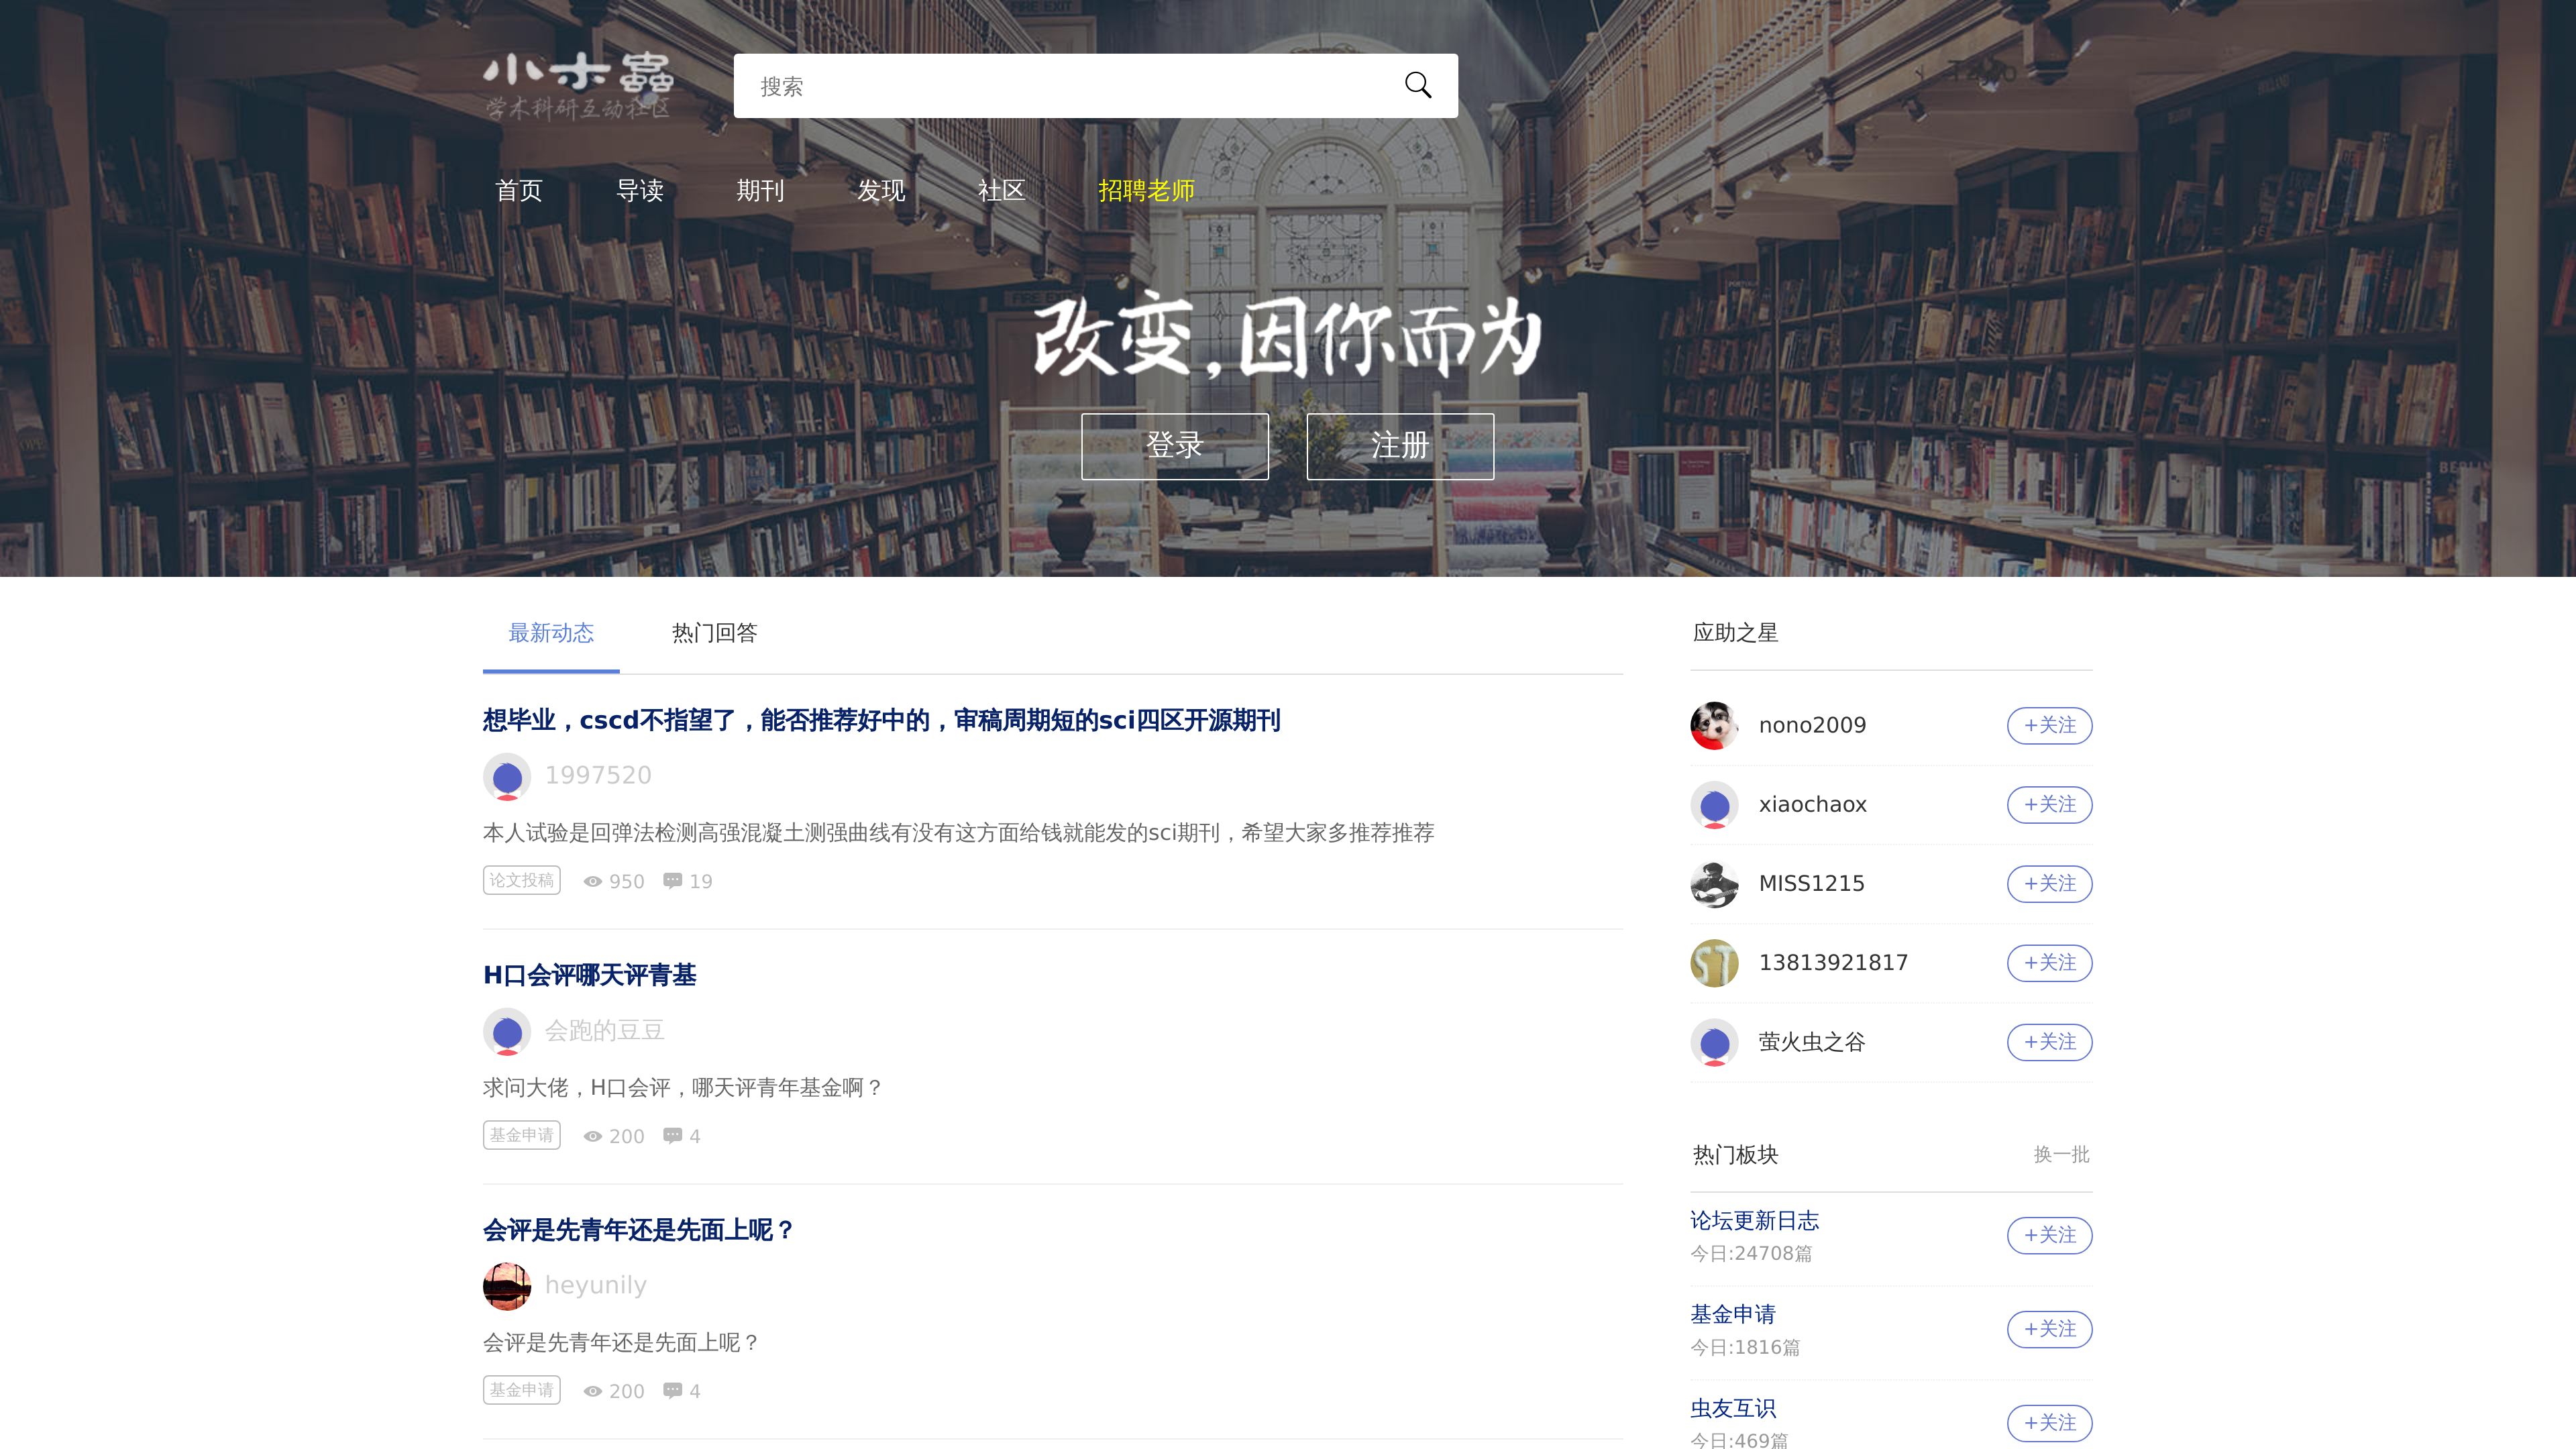 小木蟲
学术科研互动社区
搜索
首页 导读 期刊 发现 社区 招聘老师
改变,因你而为
登录 注册
最新动态 热门回答
想毕业，cscd不指望了，能否推荐好中的，审稿周期短的sci四区开源期刊
1997520
本人试验是回弹法检测高强混凝土测强曲线有没有这方面给钱就能发的sci期刊，希望大家多推荐推荐
论文投稿 950 19
H口会评哪天评青基
会跑的豆豆
求问大佬，H口会评，哪天评青年基金啊？
基金申请 200 4
会评是先青年还是先面上呢？
heyunily
会评是先青年还是先面上呢？
基金申请 200 4
应助之星
nono2009 +关注
xiaochaox +关注
MISS1215 +关注
13813921817 +关注
萤火虫之谷 +关注
热门板块 换一批
论坛更新日志 +关注
今日:24708篇
基金申请 +关注
今日:1816篇
虫友互识 +关注
今日:469篇